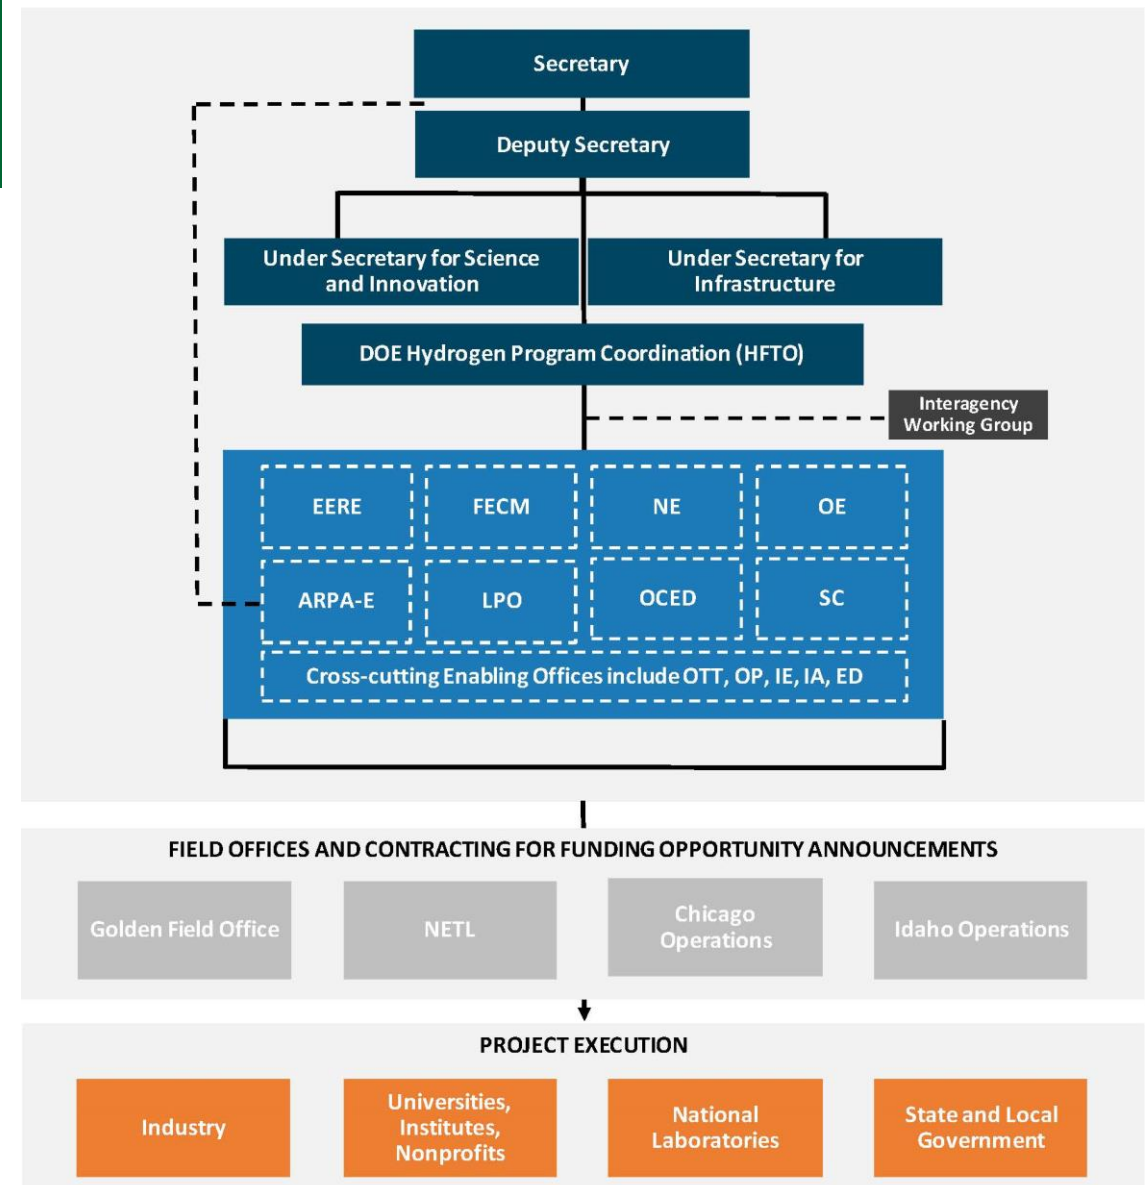 Secretary
Deputy Secretary
Under Secretary for Science
and Innovation
Under Secretary for
Infrastructure
DOE Hydrogen Program Coordination (HFTO)
Interagency
Working Group
EERE
FECM
NE
OE
ARPA-E
LPO
OCED
SC
Cross-cutting Enabling Offices include OTT, OP, IE, IA, ED
FIELD OFFICES AND CONTRACTING FOR FUNDING OPPORTUNITY ANNOUNCEMENTS
Golden Field Office
NETL
Chicago
Operations
Idaho Operations
PROJECT EXECUTION
Industry
Universities,
Institutes,
Nonprofits
National
Laboratories
State and Local
Government